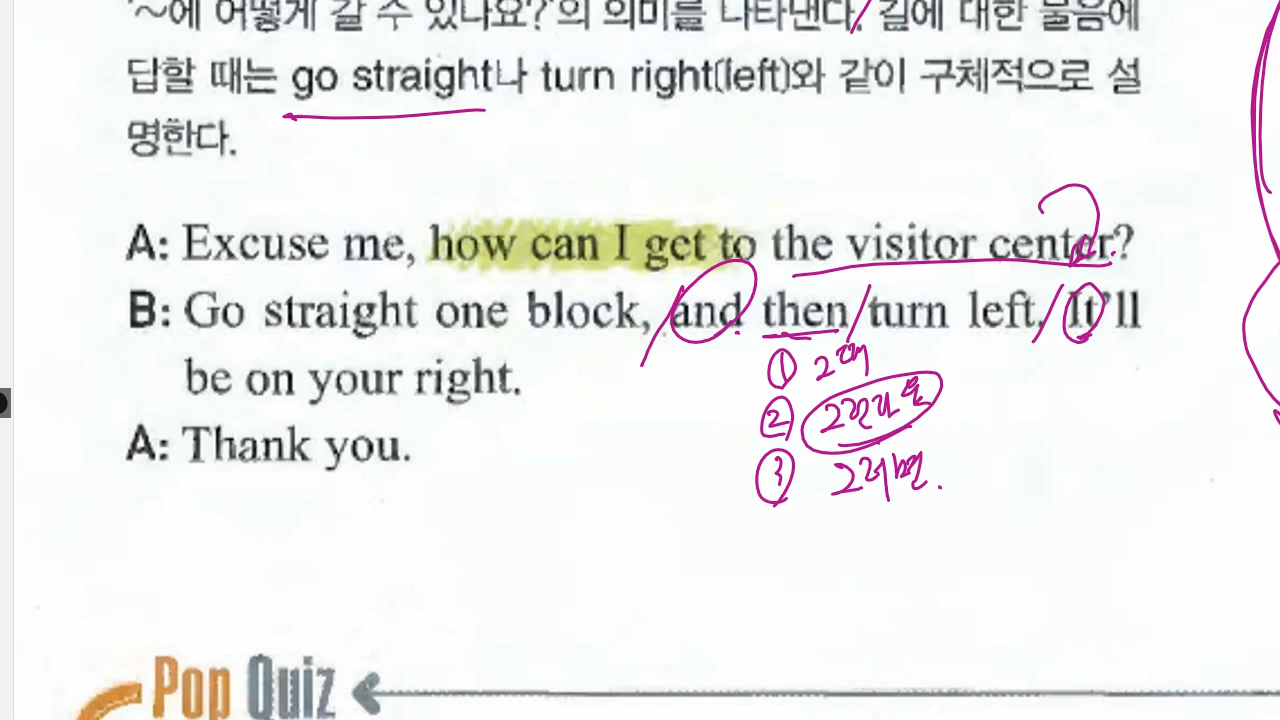 '~에 어떻게 갈 수 있나요?'의 의미를 나타낸다. 길에 대한 물음에
답할 때는 go straight나 turn right(left)와 같이 구체적으로 설
명한다.
A: Excuse me, how can I get to the visitor center?
B: Go straight one block, and then turn left. It'll
① 그때
be on your right.
② 그런다음
A: Thank you.
③ 그러면.
Pop Quiz